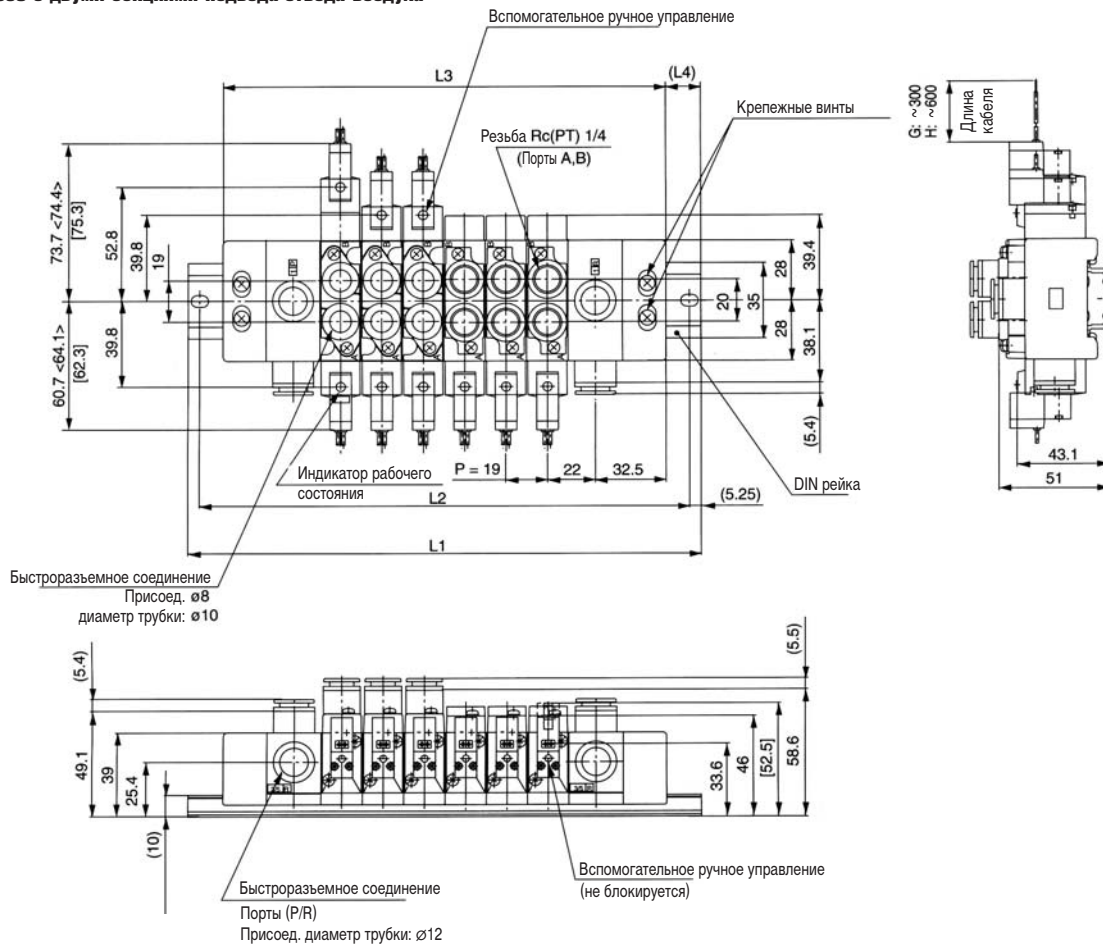 Вспомогательное ручное управление
L3
(L4)
Крепежные винты
G: ~300
H: ~600
Длина
кабеля
Резьба Rc(PT) 1/4
(Порты A,B)
73.7 <74.4>
[75.3]
52.8
39.8
19
60.7 <64.1>
[62.3]
39.8
B
B
B
B
A
A
A
A
20
35
28
28
39.4
38.1
(5.4)
43.1
51
Индикатор рабочего
состояния
P = 19
22
32.5
DIN рейка
L2
(5.25)
L1
Быстроразъемное соединение
Присоед. ø8
диаметр трубки: ø10
(5.4)
(5.5)
49.1
39
25.4
(10)
33.6
46
[52.5]
58.6
Вспомогательное ручное управление
(не блокируется)
Быстроразъемное соединение
Порты (P/R)
Присоед. диаметр трубки: ∅12